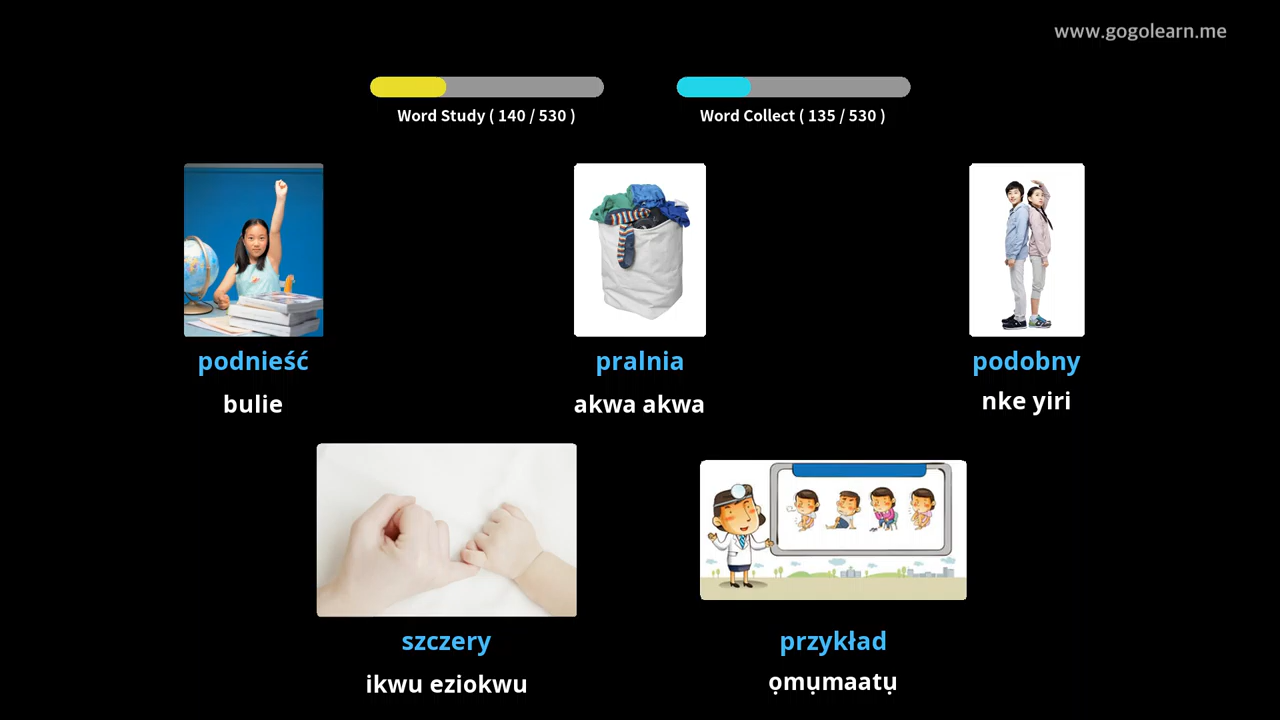 www.gogolearn.me
Word Study ( 140 / 530 )
Word Collect ( 135 / 530 )
podnieść
pralnia
podobny
bulie
akwa akwa
nke yiri
szczery
przykład
ikwu eziokwu
ọmụmaatụ